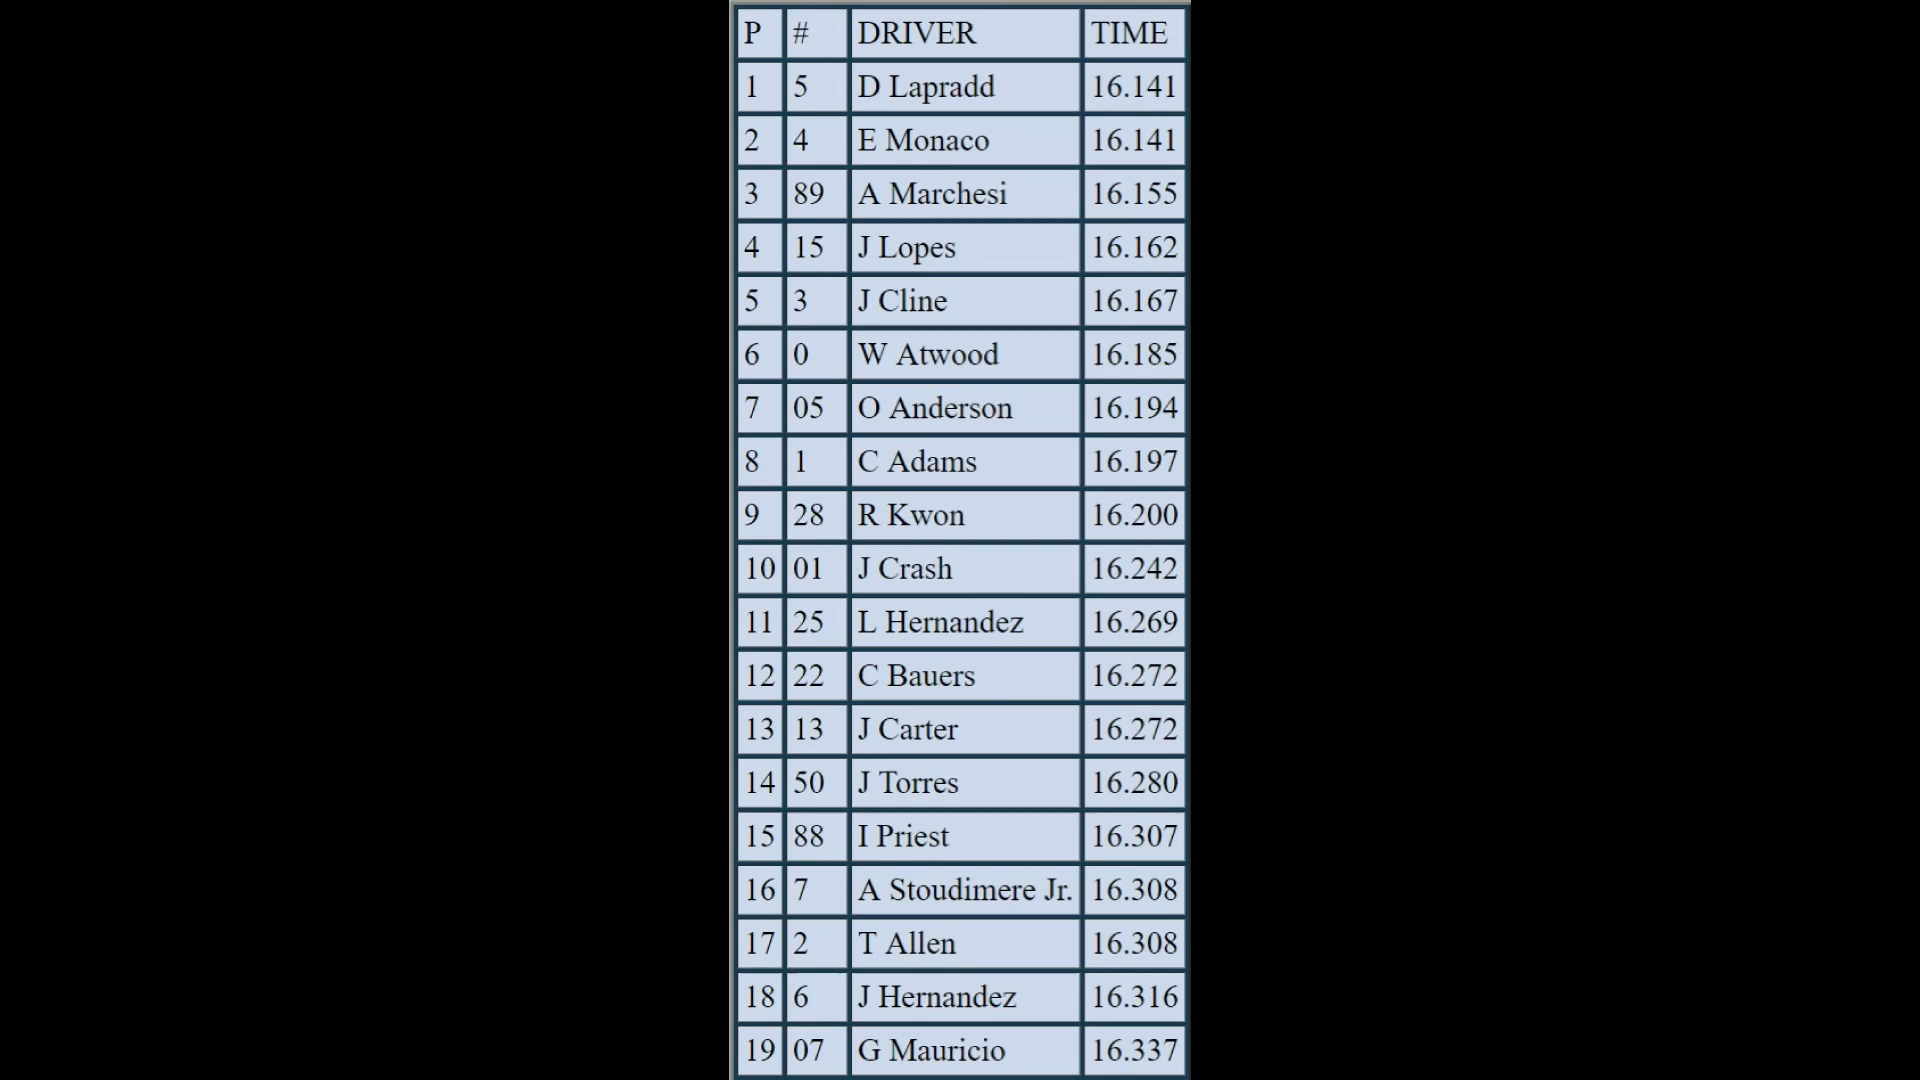 P # DRIVER TIME
1 5 D Lapradd 16.141
2 4 E Monaco 16.141
3 89 A Marchesi 16.155
4 15 J Lopes 16.162
5 3 J Cline 16.167
6 0 W Atwood 16.185
7 05 O Anderson 16.194
8 1 C Adams 16.197
9 28 R Kwon 16.200
10 01 J Crash 16.242
11 25 L Hernandez 16.269
12 22 C Bauers 16.272
13 13 J Carter 16.272
14 50 J Torres 16.280
15 88 I Priest 16.307
16 7 A Stoudimere Jr. 16.308
17 2 T Allen 16.308
18 6 J Hernandez 16.316
19 07 G Mauricio 16.337